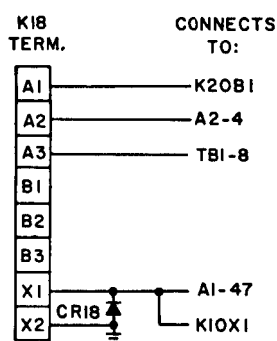 K18 CONNECTS
TERM. TO:
A1 K20B1
A2 A2-4
A3 TB1-8
B1
B2
B3
X1 A1-47
CR18
X2 K10X1